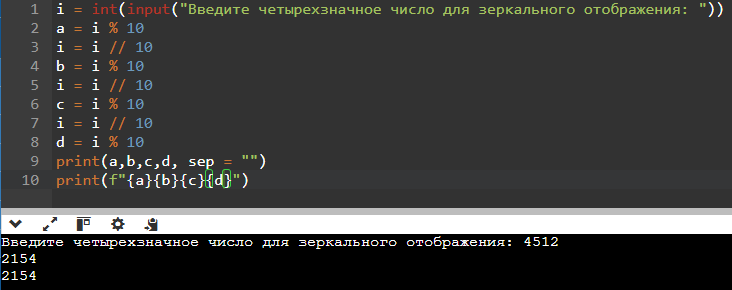 1 i = int(input("Введите четырехзначное число для зеркального отображения: "))
2 a = i % 10
3 i = i // 10
4 b = i % 10
5 i = i // 10
6 c = i % 10
7 i = i // 10
8 d = i % 10
9 print(a,b,c,d, sep = "")
10 print(f"{a}{b}{c}{d}")
Введите четырехзначное число для зеркального отображения: 4512
2154
2154